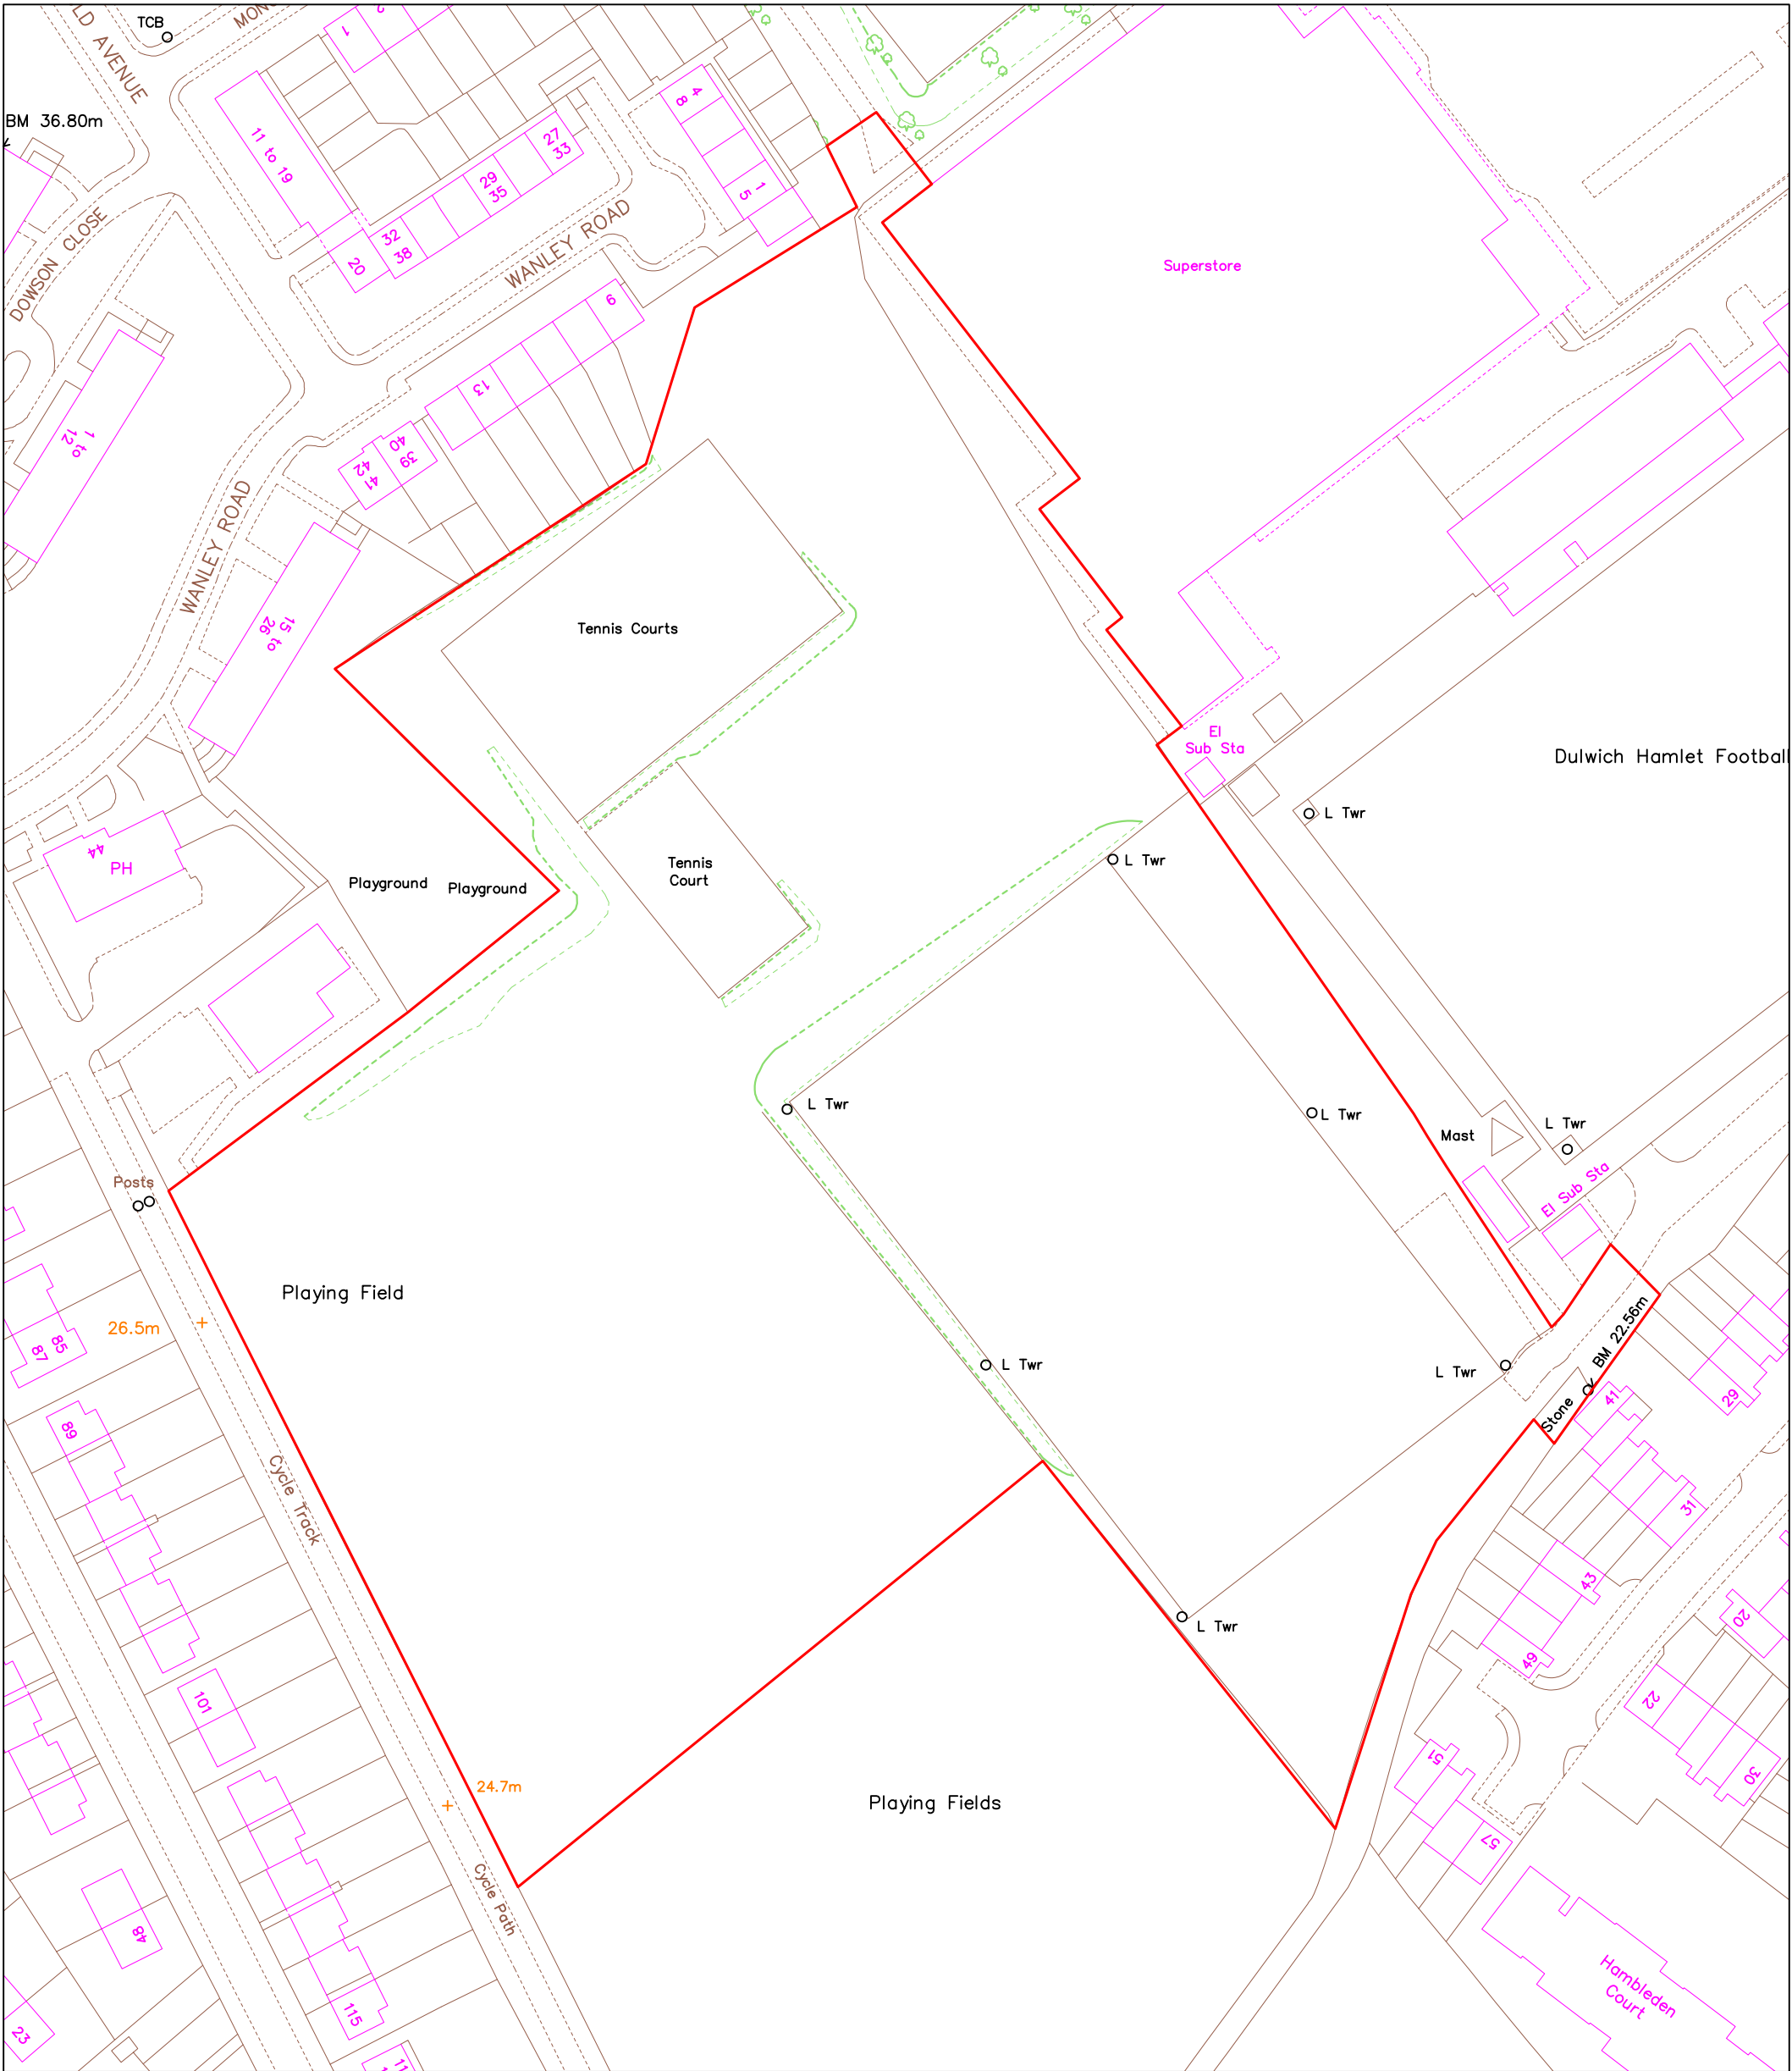 TCB
LD AVENUE
BM 36.80m
1
11 to 19
27
33
29
35
32
38
20
4
8
1
5
WANLEY ROAD
DOWSON CLOSE
Superstore
9
13
40
39
42
41
1 to
12
WANLEY ROAD
15 to
26
Tennis Courts
El
Sub Sta
Dulwich Hamlet Football
L Twr
L Twr
44
PH
Playground
Playground
Tennis
Court
L Twr
L Twr
Mast
L Twr
El Sub Sta
Posts
Playing Field
26.5m
85
87
L Twr
L Twr
BM 22.56m
Stone
41
29
89
Cycle Track
31
43
20
49
L Twr
22
101
51
30
24.7m
Playing Fields
57
Cycle Path
48
Hambleden
Court
115
23
11